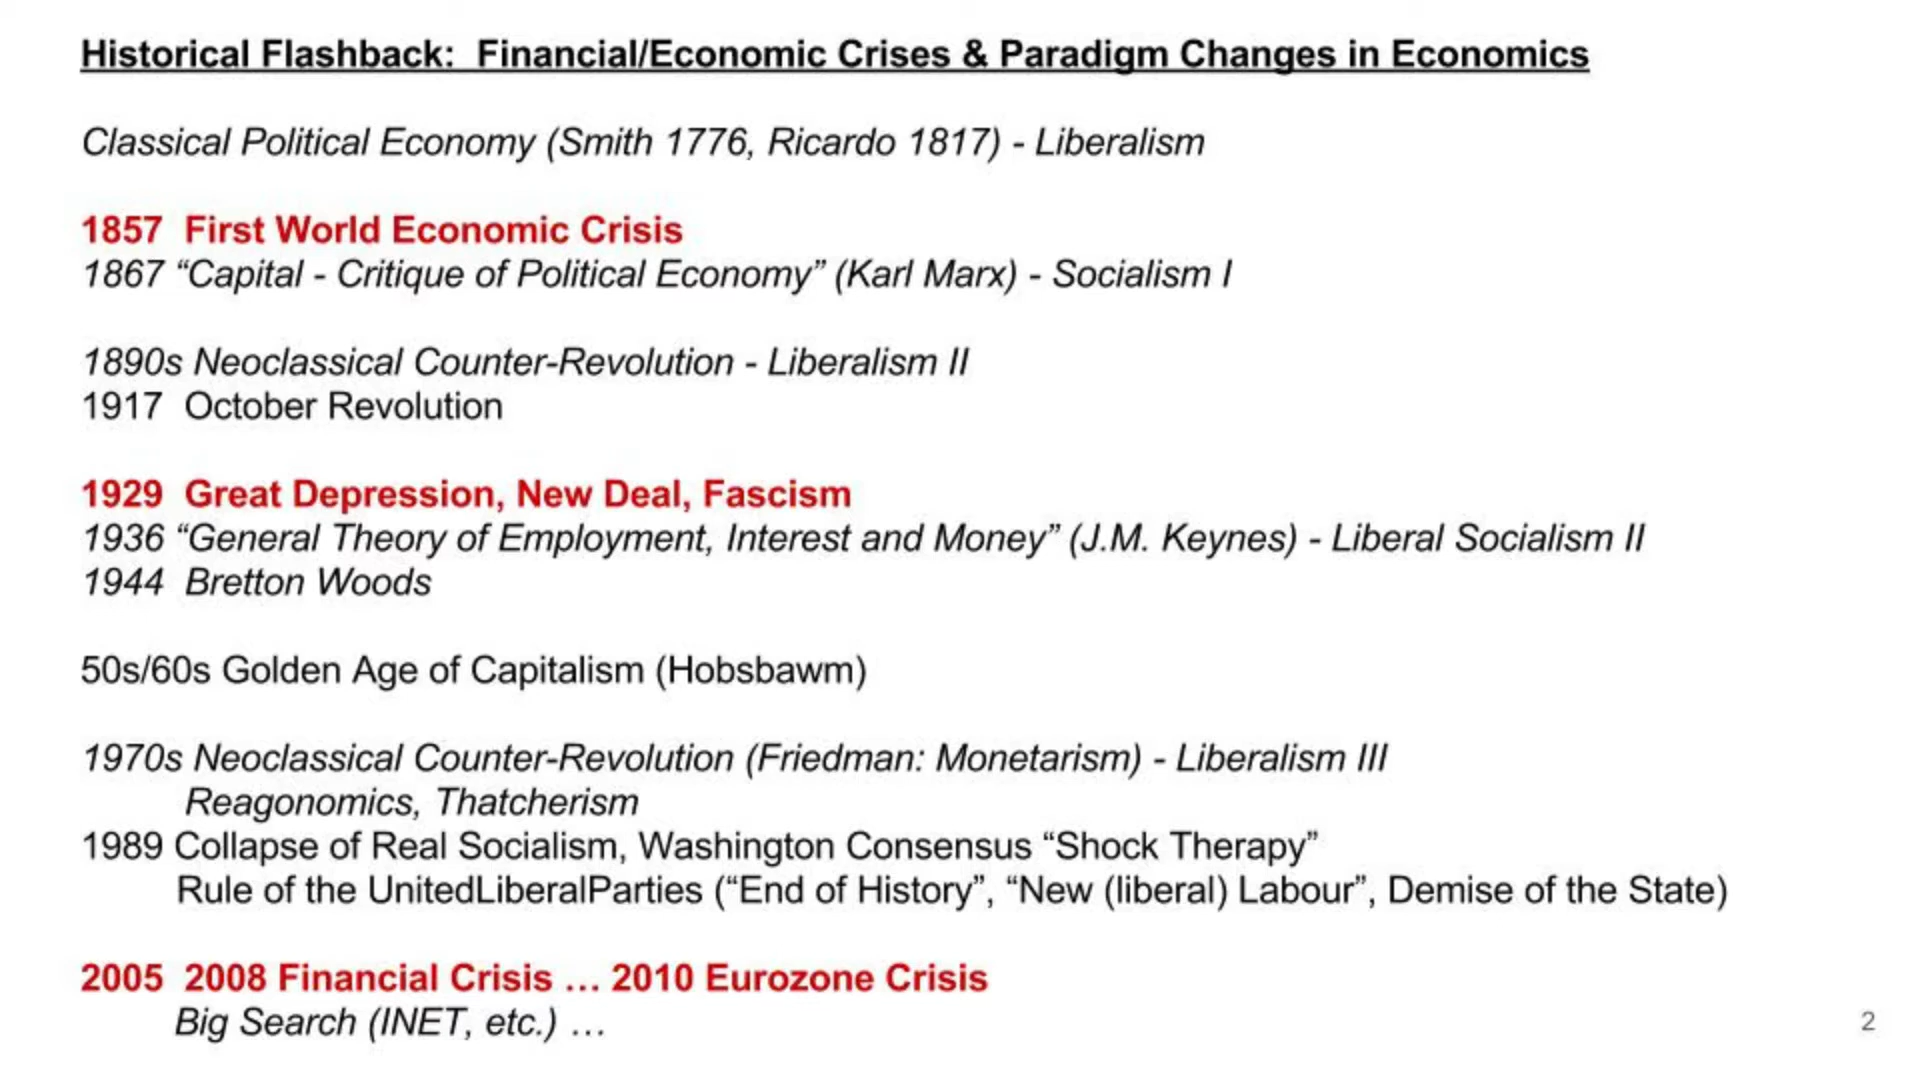 Historical Flashback:  Financial/Economic Crises & Paradigm Changes in Economics
Classical Political Economy (Smith 1776, Ricardo 1817) - Liberalism
1857  First World Economic Crisis
1867 “Capital - Critique of Political Economy” (Karl Marx) - Socialism I
1890s Neoclassical Counter-Revolution - Liberalism II
1917  October Revolution
1929  Great Depression, New Deal, Fascism
1936 “General Theory of Employment, Interest and Money” (J.M. Keynes) - Liberal Socialism II
1944  Bretton Woods
50s/60s Golden Age of Capitalism (Hobsbawm)
1970s Neoclassical Counter-Revolution (Friedman: Monetarism) - Liberalism III
Reagonomics, Thatcherism
1989 Collapse of Real Socialism, Washington Consensus “Shock Therapy”
Rule of the UnitedLiberalParties (“End of History”, “New (liberal) Labour”, Demise of the State)
2005  2008 Financial Crisis … 2010 Eurozone Crisis
Big Search (INET, etc.) …
2